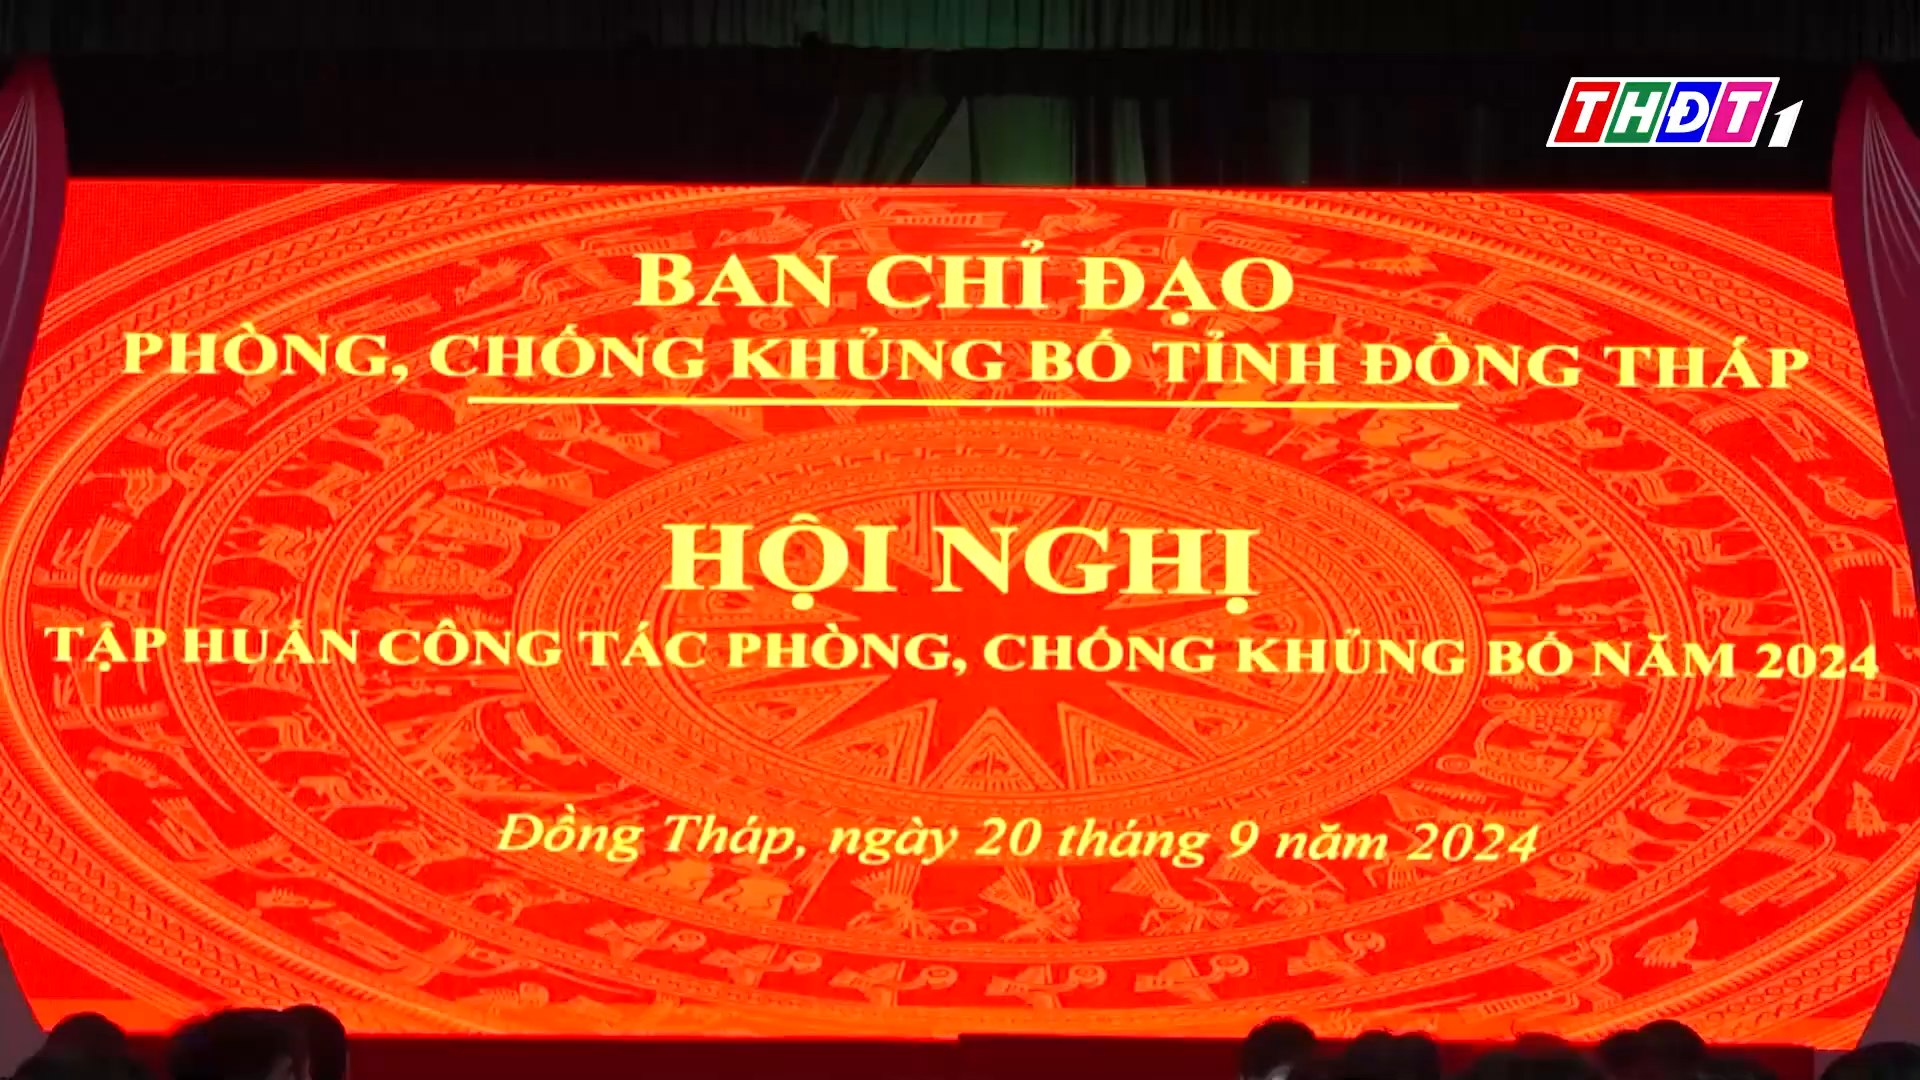 THĐT1
BAN CHỈ ĐẠO
PHÒNG, CHỐNG KHỦNG BỐ TỈNH ĐỒNG THÁP
HỘI NGHỊ
TẬP HUẤN CÔNG TÁC PHÒNG, CHỐNG KHỦNG BỐ NĂM 2024
Đồng Tháp, ngày 20 tháng 9 năm 2024